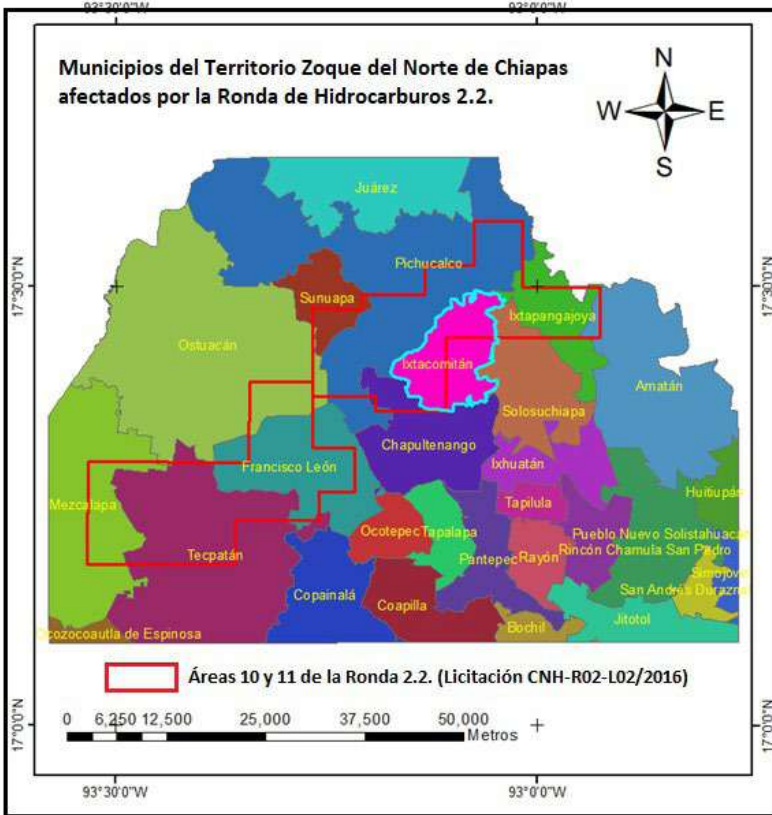 93°30'0"W 93°0'0"W
Municipios del Territorio Zoque del Norte de Chiapas
afectados por la Ronda de Hidrocarburos 2.2.
N
W E
S
Juárez
Pichucalco
17°30'0"N 17°30'0"N
Sunuapa
Ixtapangajoya
Ostuacán
Ixtacomitán
Amatán
Solosuchiapa
Chapultenango
Francisco León
Ixhuatán
Huitiupán
Mezcalapa
Tapilula
Ocotepec
Tapalapa
Pueblo Nuevo Solistahuacán
Tecpatán
Pantepec
Rayón
Rincón Chamula San Pedro
Simojovel
San Andrés Duraznal
Copainalá
Coapilla
Jitotol
Bochil
Ocozocoautla de Espinosa
Áreas 10 y 11 de la Ronda 2.2. (Licitación CNH-R02-L02/2016)
0 6,250 12,500 25,000 37,500 50,000
Metros
17°0'0"N 17°0'0"N
93°30'0"W 93°0'0"W